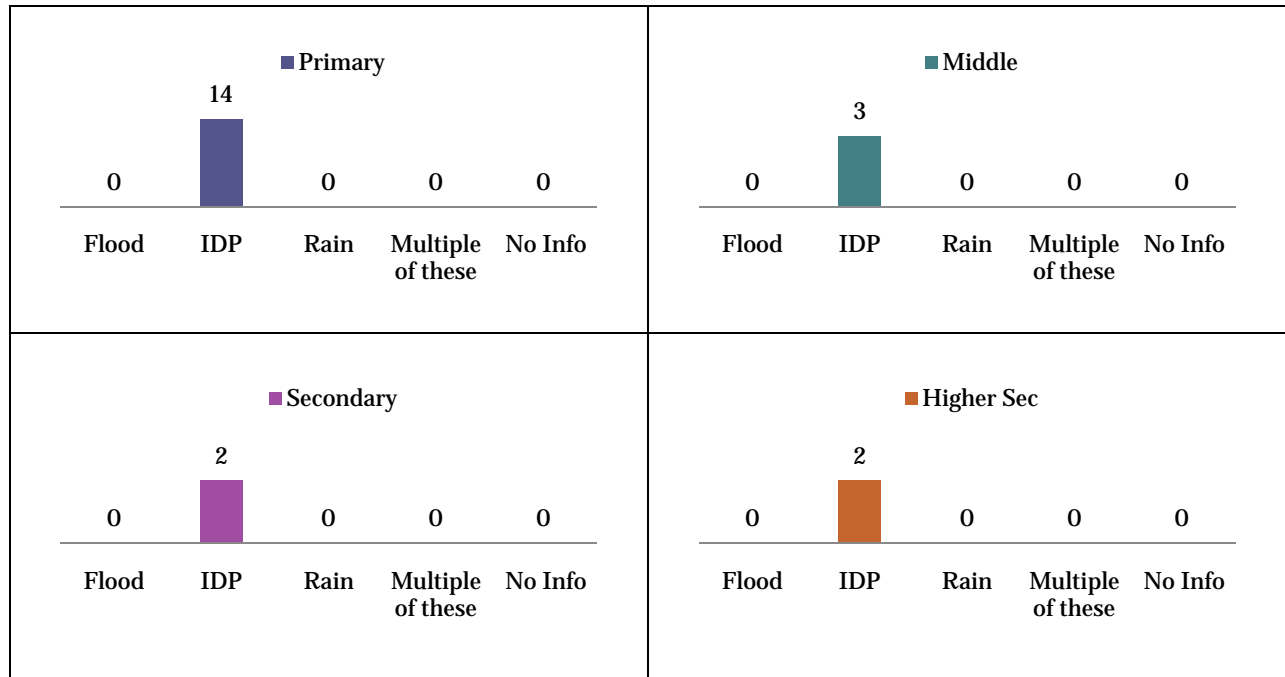 Primary
14
0 0 0 0
Flood IDP Rain Multiple of these No Info
Middle
3
0 0 0 0
Flood IDP Rain Multiple of these No Info
Secondary
2
0 0 0 0
Flood IDP Rain Multiple of these No Info
Higher Sec
2
0 0 0 0
Flood IDP Rain Multiple of these No Info